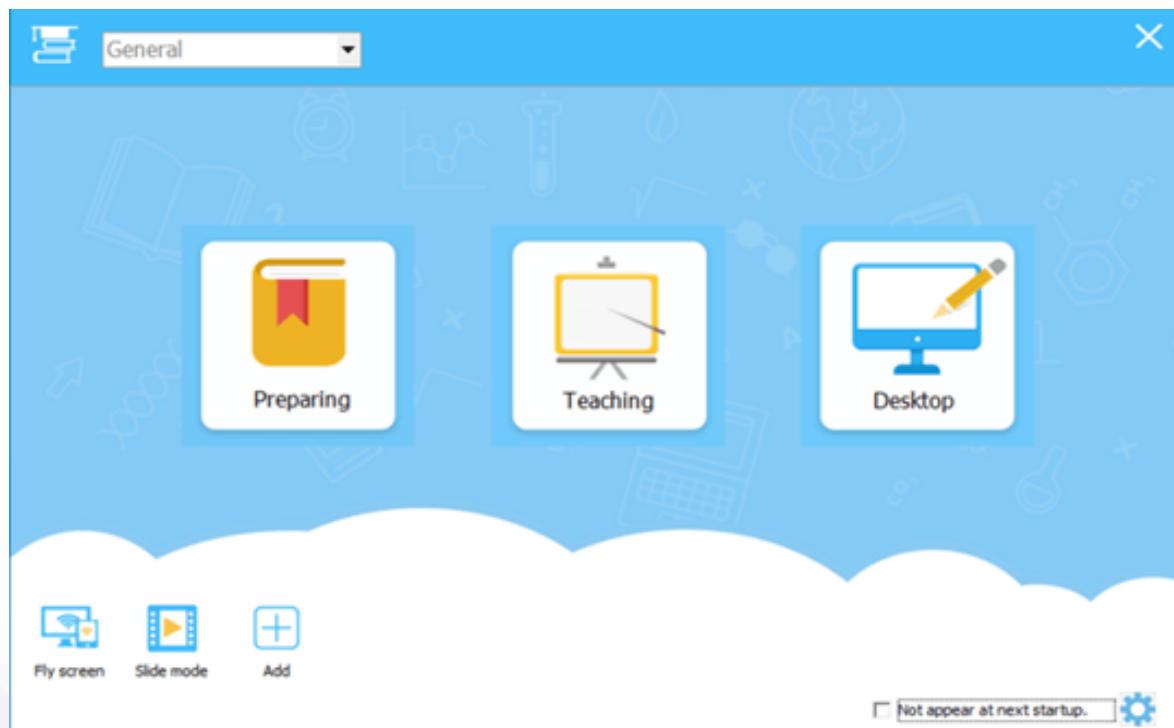 General
Preparing
Teaching
Desktop
Fly screen
Slide mode
Add
Not appear at next startup.